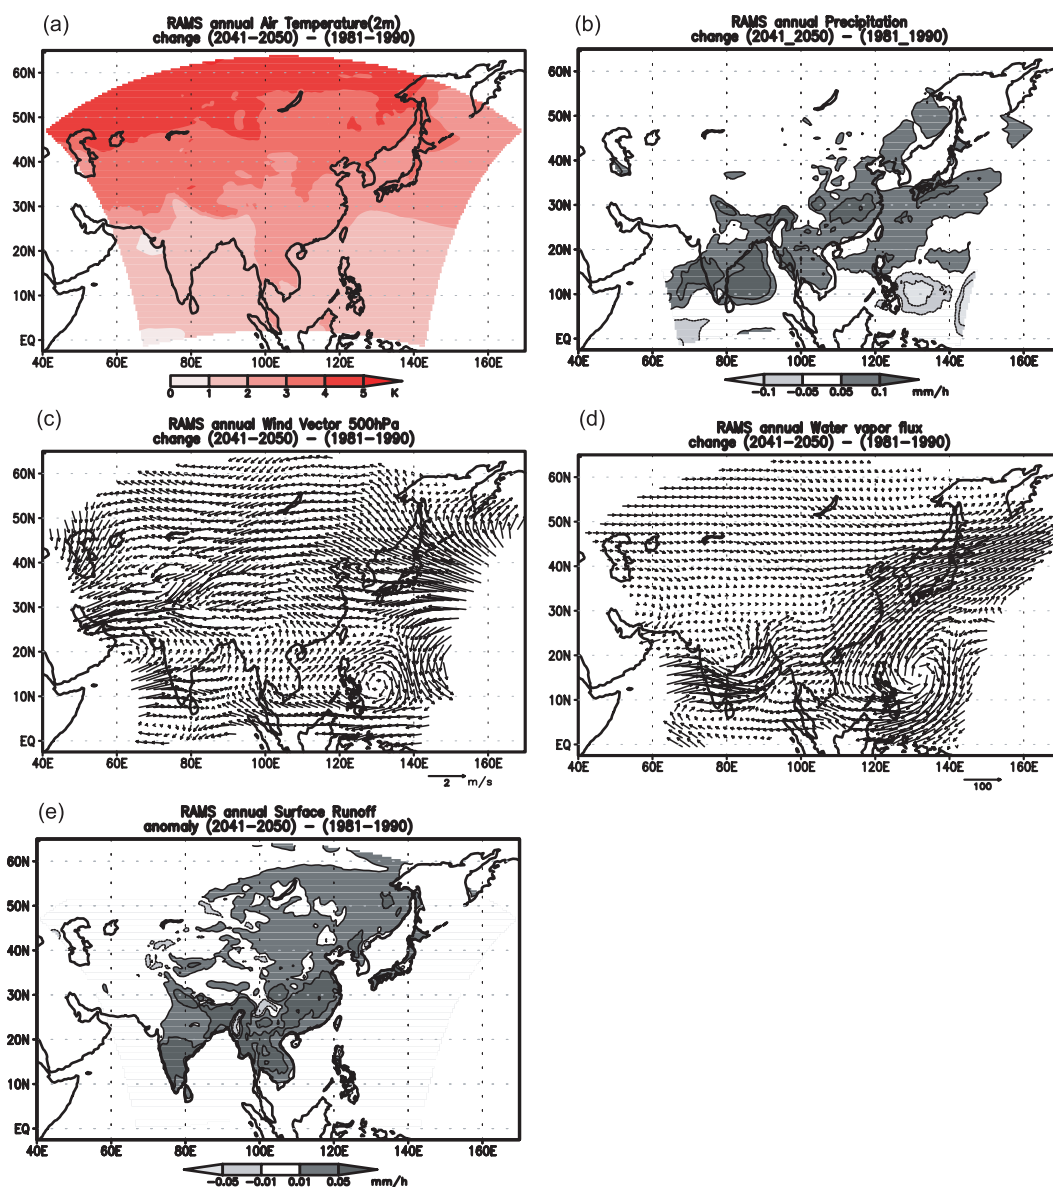 (a)
RAMS annual Air Temperature(2m)
change (2041−2050) − (1981−1990)
60N
50N
40N
30N
20N
10N
EQ
40E 60E 80E 100E 120E 140E 160E
0 1 2 3 4 5 K
(b)
RAMS annual Precipitation
change (2041_2050) − (1981_1990)
60N
50N
40N
30N
20N
10N
EQ
40E 60E 80E 100E 120E 140E 160E
−0.1 −0.05 0.05 0.1 mm/h
(c)
RAMS annual Wind Vector 500hPa
change (2041−2050) − (1981−1990)
60N
50N
40N
30N
20N
10N
EQ
40E 60E 80E 100E 120E 140E 160E
2 m/s
(d)
RAMS annual Water vapor flux
change (2041−2050) − (1981−1990)
60N
50N
40N
30N
20N
10N
EQ
40E 60E 80E 100E 120E 140E 160E
100
(e)
RAMS annual Surface Runoff
anomaly (2041−2050) − (1981−1990)
60N
50N
40N
30N
20N
10N
EQ
40E 60E 80E 100E 120E 140E 160E
−0.05 −0.01 0.01 0.05 mm/h